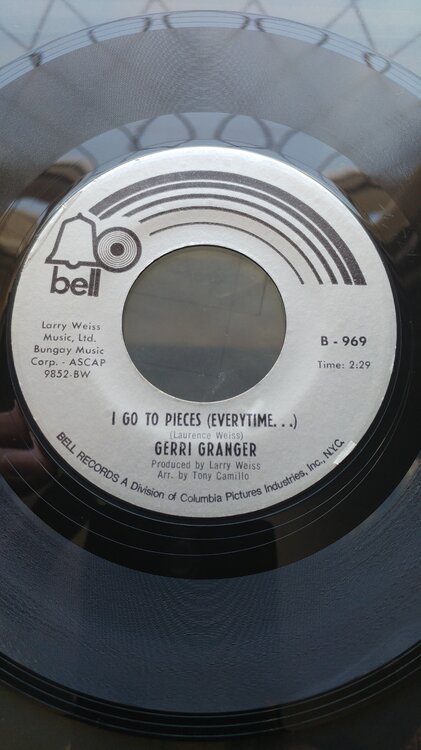 bell
Larry Weiss
Music, Ltd.
Bungay Music
Corp. - ASCAP
9852-BW
B - 969
Time: 2:29
I GO TO PIECES (EVERYTIME. . .)
(Laurence Weiss)
GERRI GRANGER
Produced by Larry Weiss
Arr. by Tony Camillo
BELL RECORDS A Division of Columbia Pictures Industries, Inc., N.Y.C.